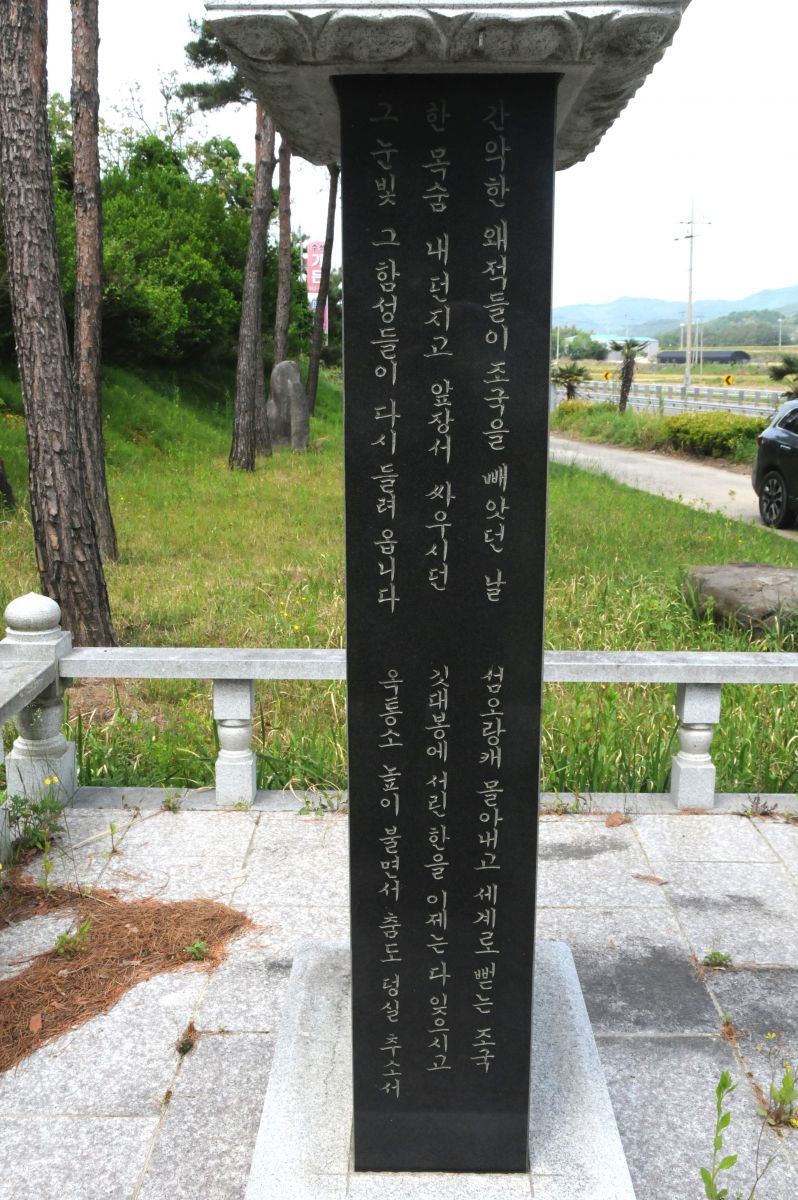 간악한 왜적들이 조국을 빼앗던 날
한 목숨 내던지고 앞장서 싸우시던
그 눈빛 그 함성들이 다시 들려 옵니다
섬오랑캐 몰아내고 세계로 뻗는 조국
깃대봉에 서린 한을 이제는 다 잊으시고
옥퉁소 높이 불면서 춤도 덩실 추소서